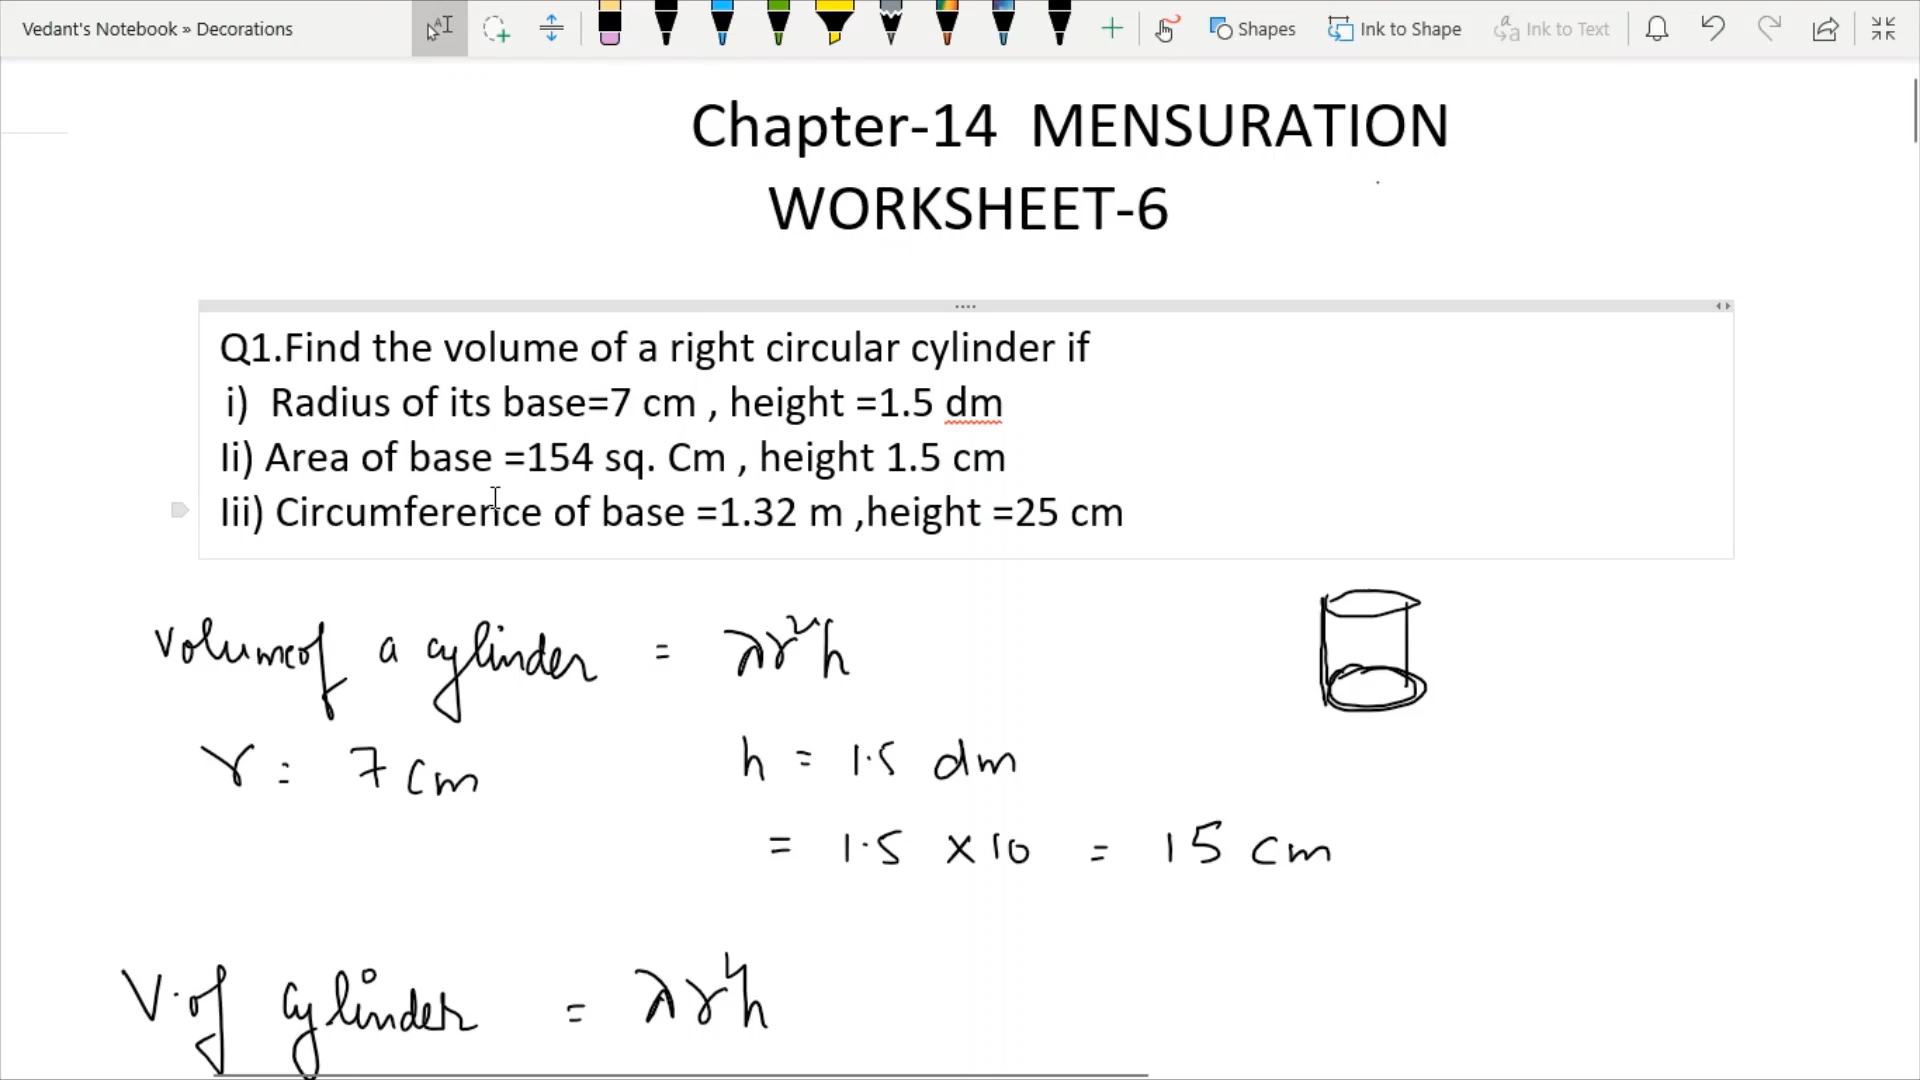 Vedant's Notebook » Decorations
Shapes
Ink to Shape
Ink to Text
Chapter-14 MENSURATION
WORKSHEET-6
Q1.Find the volume of a right circular cylinder if
i) Radius of its base=7 cm , height =1.5 dm
Ii) Area of base =154 sq. Cm , height 1.5 cm
Iii) Circumference of base =1.32 m ,height =25 cm
Volume of a cylinder = πr²h
r = 7 cm h = 1.5 dm
= 1.5 × 10 = 15 cm
V. of cylinder = πr²h